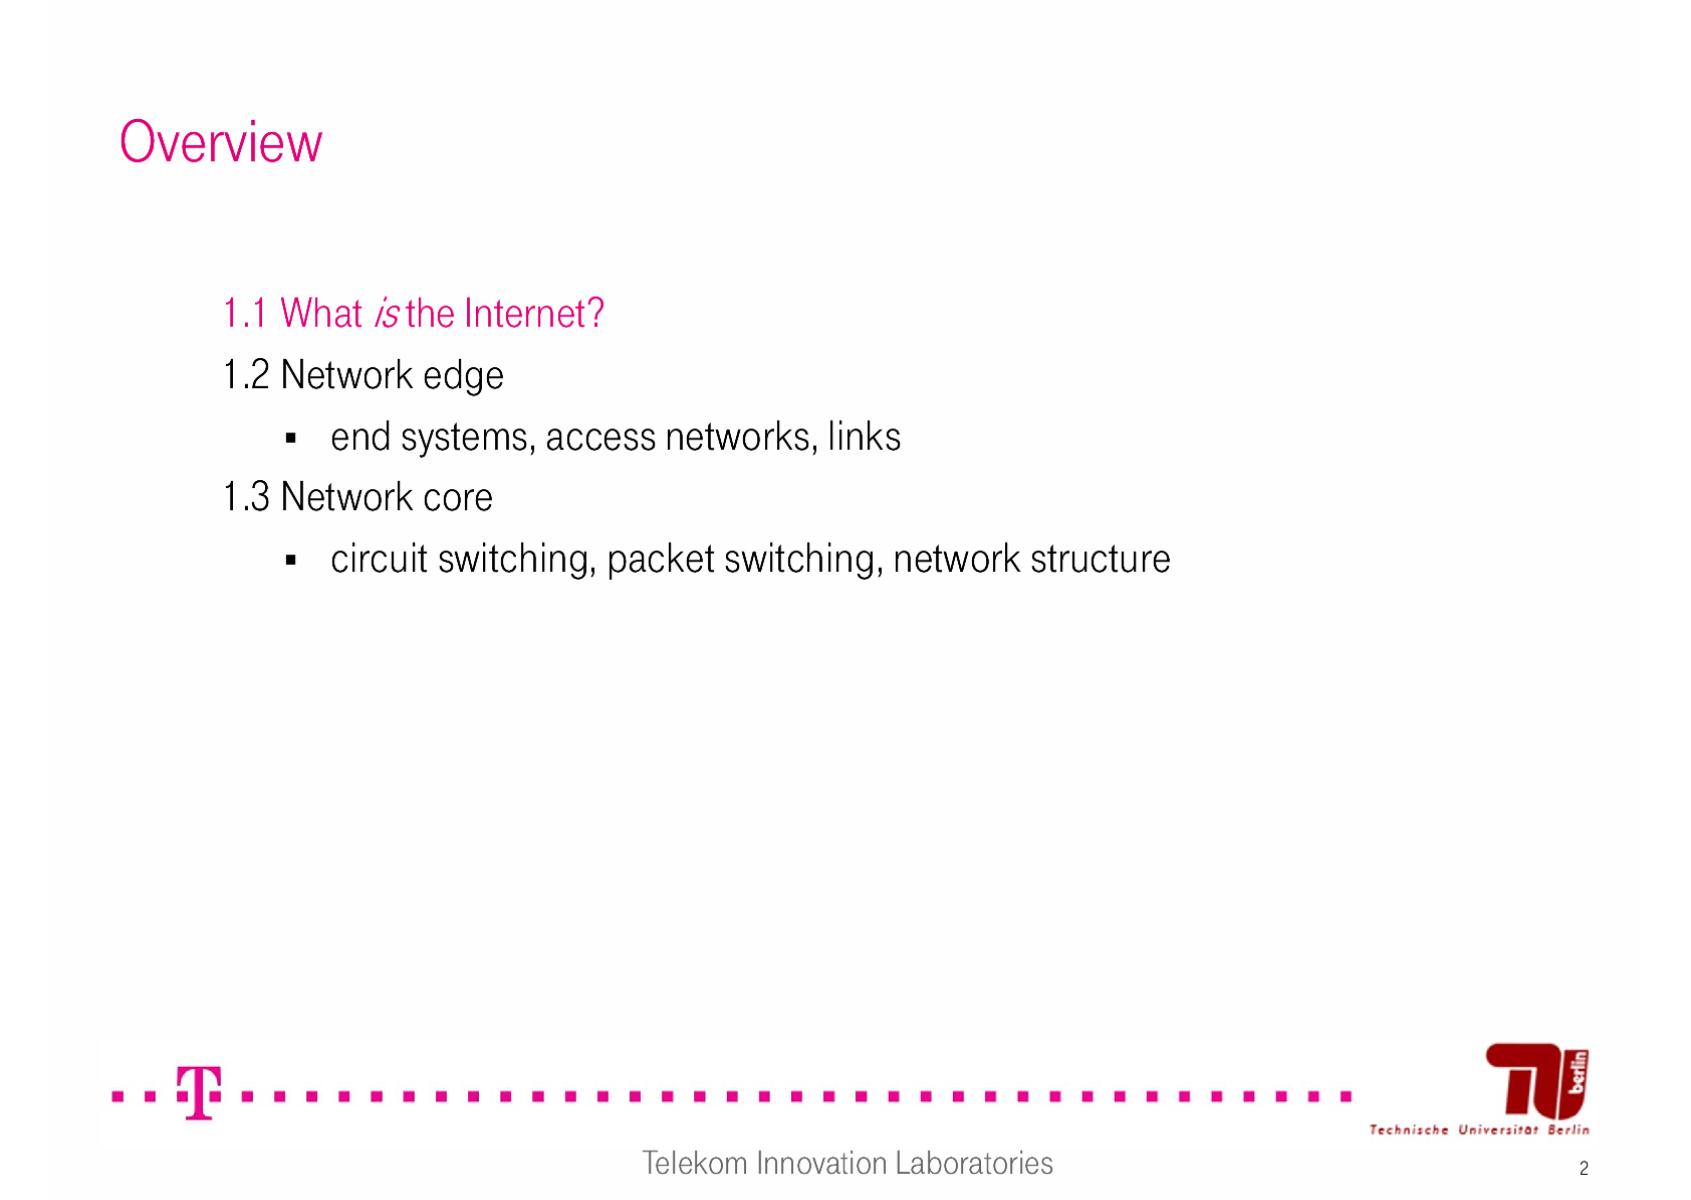 Overview
1.1 What is the Internet?
1.2 Network edge
▪ end systems, access networks, links
1.3 Network core
▪ circuit switching, packet switching, network structure
T
berlin
Technische Universität Berlin
Telekom Innovation Laboratories
2